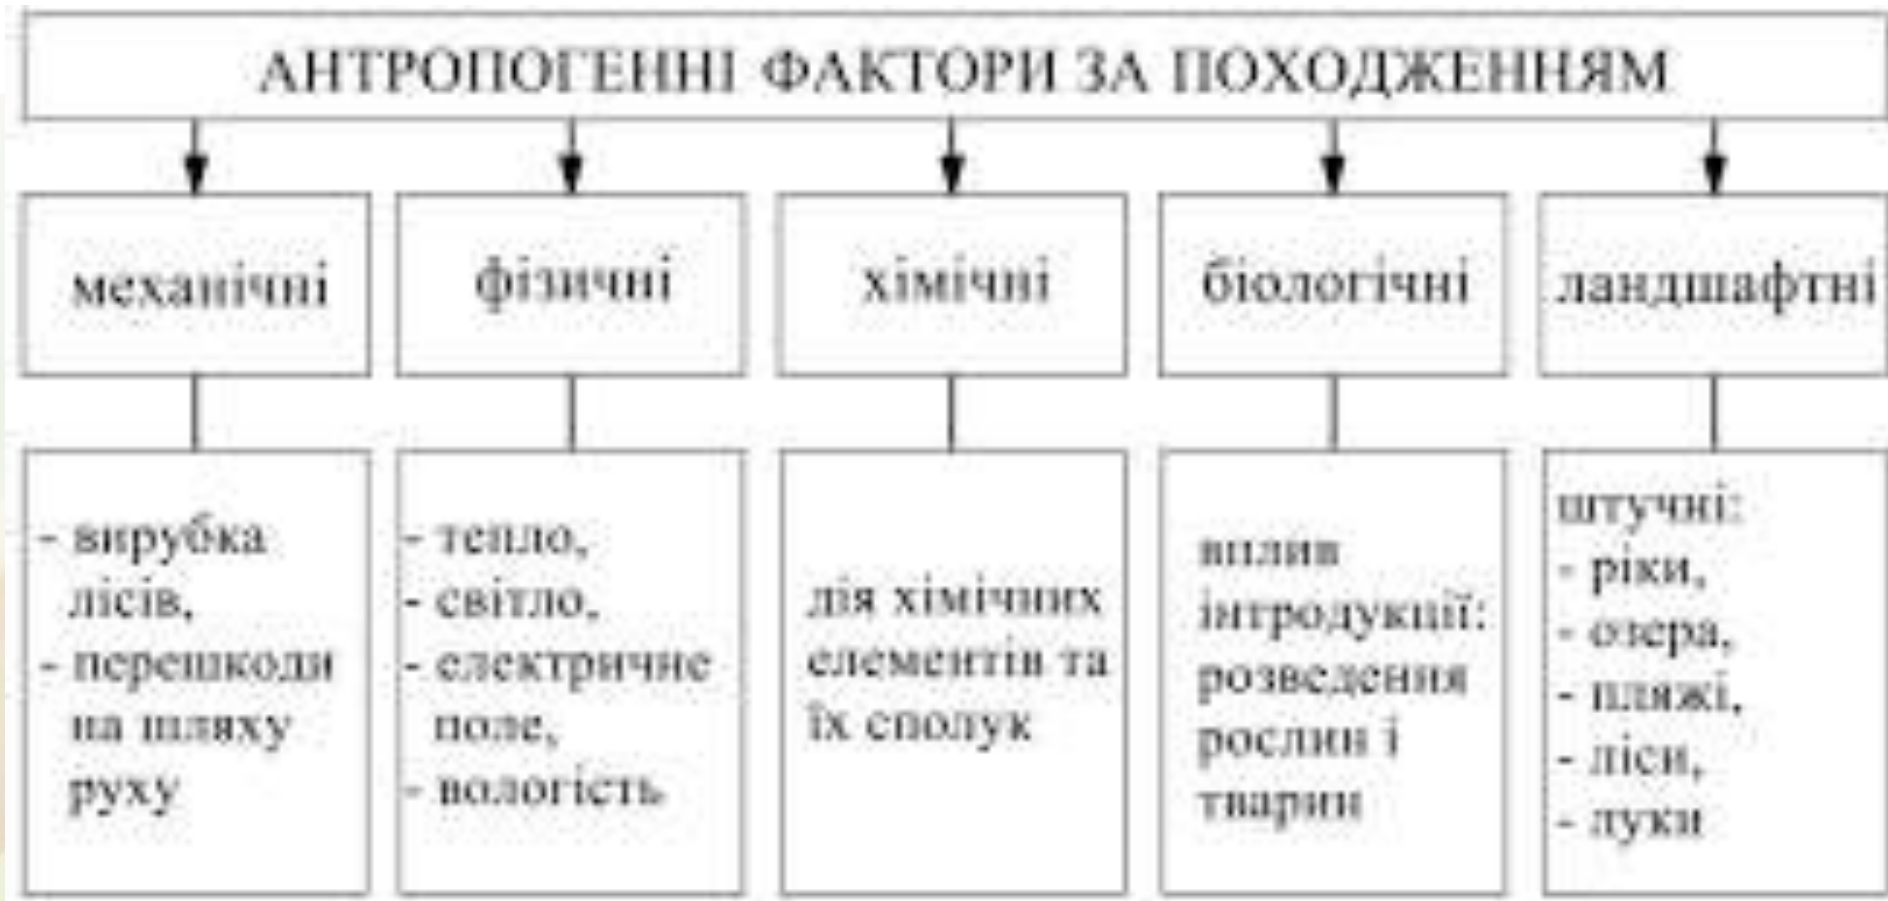 АНТРОПОГЕННІ ФАКТОРИ ЗА ПОХОДЖЕННЯМ
механічні
фізичні
хімічні
біологічні
ландшафтні
- вирубка
лісів,
- перешкоди
на шляху
руху
- тепло,
- світло,
- електричне
поле,
- вологість
дія хімічних
елементів та
їх сполук
вплив
інтродукції:
розведення
рослин і
тварин
штучні:
- ріки,
- озера,
- пляжі,
- ліси,
- луки